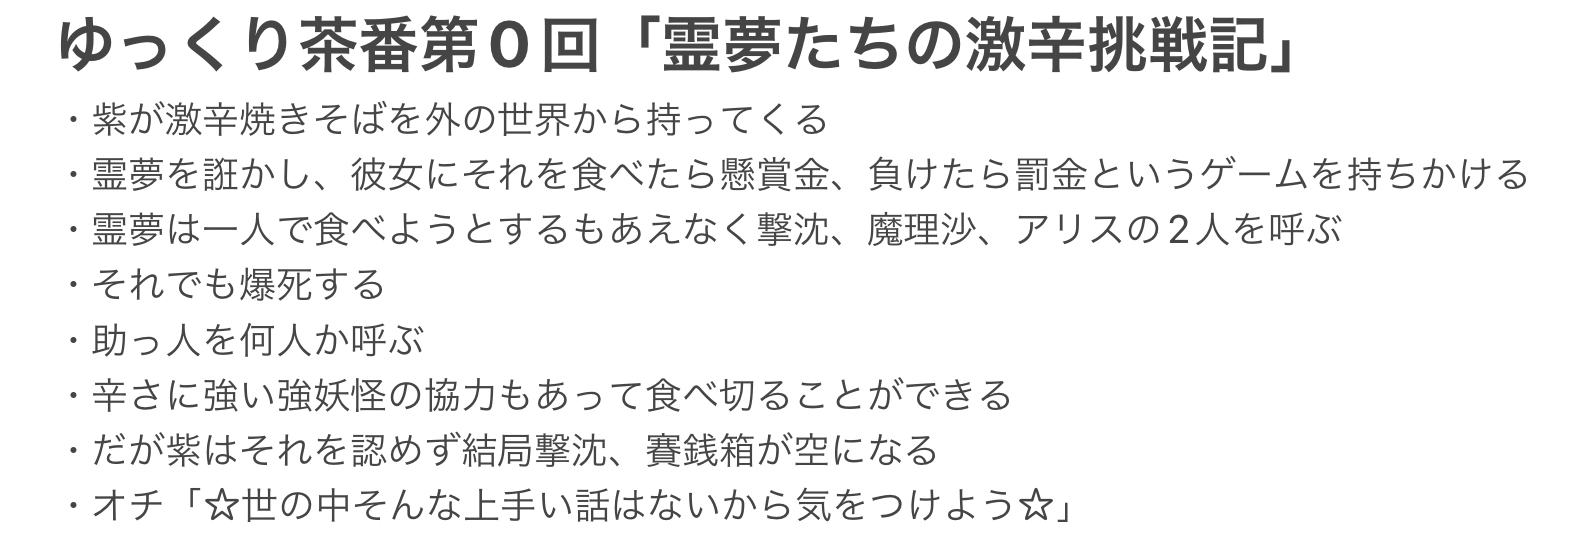 ゆっくり茶番第0回「霊夢たちの激辛挑戦記」
・紫が激辛焼きそばを外の世界から持ってくる
・霊夢を誑かし、彼女にそれを食べたら懸賞金、負けたら罰金というゲームを持ちかける
・霊夢は一人で食べようとするもあえなく撃沈、魔理沙、アリスの2人を呼ぶ
・それでも爆死する
・助っ人を何人か呼ぶ
・辛さに強い強妖怪の協力もあって食べ切ることができる
・だが紫はそれを認めず結局撃沈、賽銭箱が空になる
・オチ「☆世の中そんな上手い話はないから気をつけよう☆」